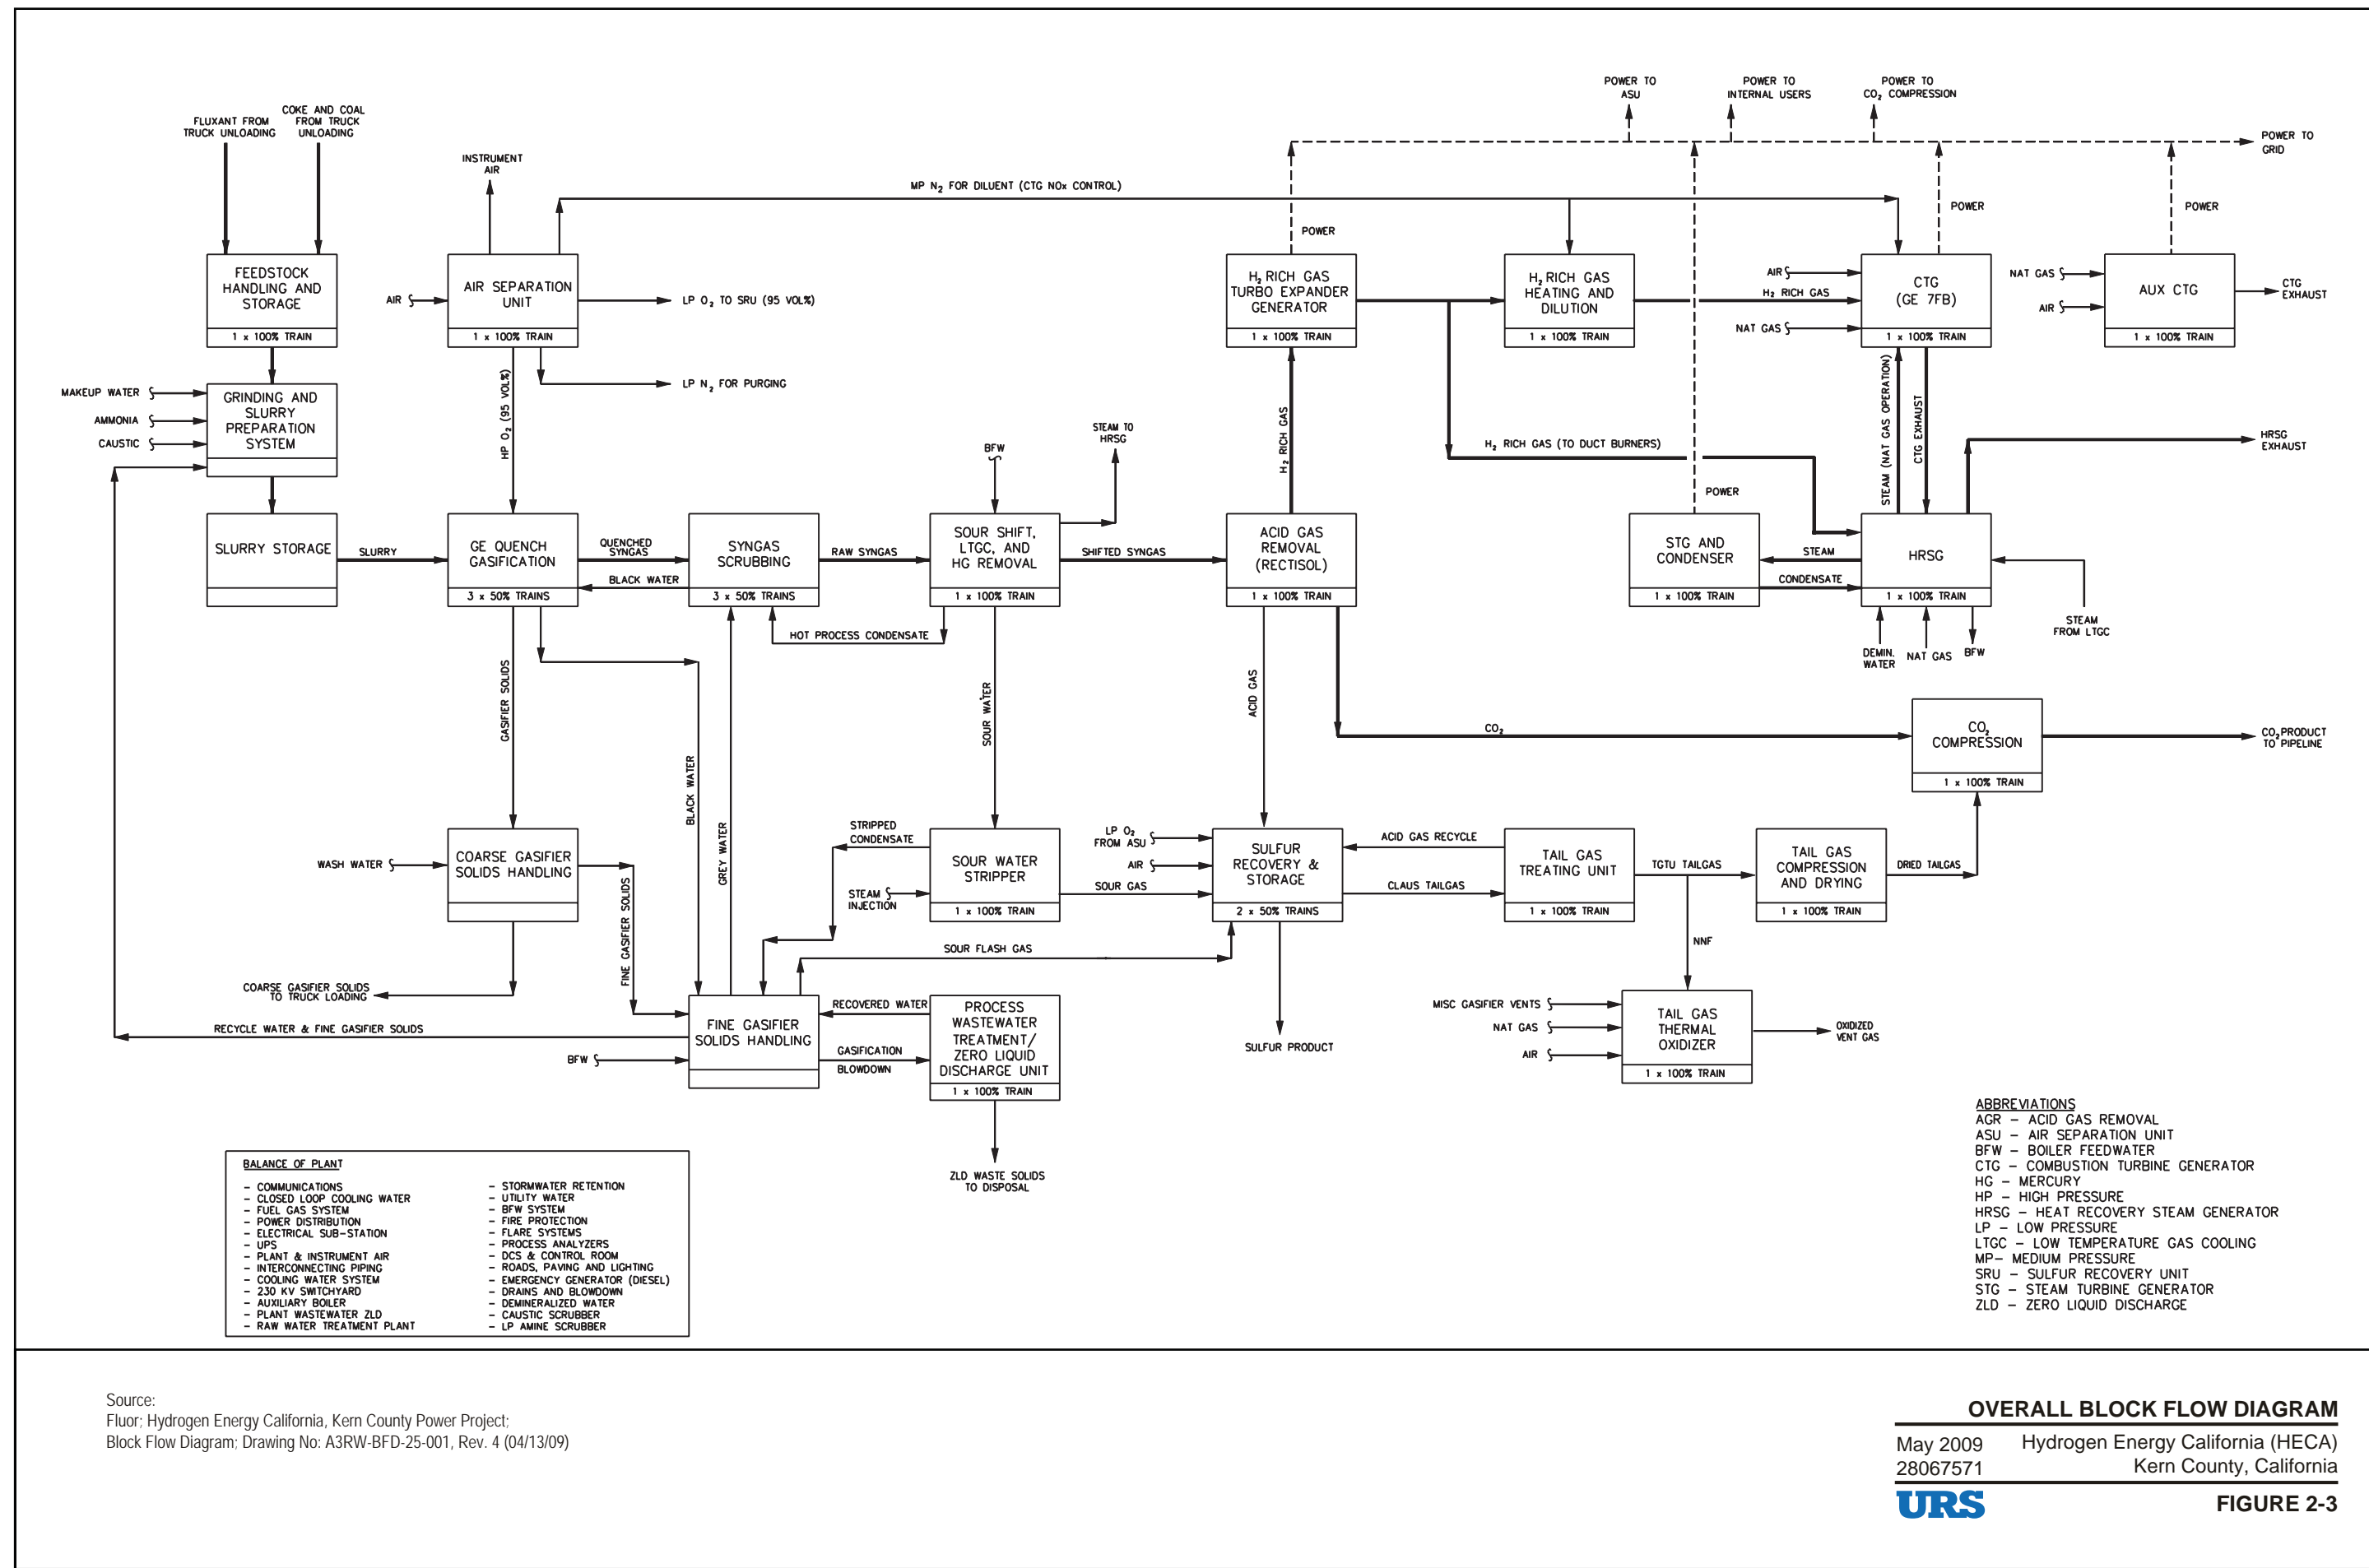 POWER TO
ASU
POWER TO
INTERNAL USERS
POWER TO
CO₂ COMPRESSION
POWER TO
GRID
FLUXANT FROM
TRUCK UNLOADING
COKE AND COAL
FROM TRUCK
UNLOADING
INSTRUMENT
AIR
MP N₂ FOR DILUENT (CTG NOx CONTROL)
POWER
POWER
POWER
FEEDSTOCK
HANDLING AND
STORAGE
1 x 100% TRAIN
AIR
AIR SEPARATION
UNIT
1 x 100% TRAIN
LP O₂ TO SRU (95 VOL%)
LP N₂ FOR PURGING
HP O₂ (95 VOL%)
H₂ RICH GAS
TURBO EXPANDER
GENERATOR
1 x 100% TRAIN
H₂ RICH GAS
HEATING AND
DILUTION
1 x 100% TRAIN
AIR
H₂ RICH GAS
NAT GAS
CTG
(GE 7FB)
1 x 100% TRAIN
NAT GAS
AIR
AUX CTG
1 x 100% TRAIN
CTG
EXHAUST
MAKEUP WATER
AMMONIA
CAUSTIC
GRINDING AND
SLURRY
PREPARATION
SYSTEM
BFW
STEAM TO
HRSG
H₂ RICH GAS
H₂ RICH GAS (TO DUCT BURNERS)
STEAM (NAT GAS OPERATION)
CTG EXHAUST
HRSG
EXHAUST
POWER
SLURRY STORAGE
SLURRY
GE QUENCH
GASIFICATION
3 x 50% TRAINS
QUENCHED
SYNGAS
BLACK WATER
SYNGAS
SCRUBBING
3 x 50% TRAINS
RAW SYNGAS
SOUR SHIFT,
LTGC, AND
HG REMOVAL
1 x 100% TRAIN
SHIFTED SYNGAS
ACID GAS
REMOVAL
(RECTISOL)
1 x 100% TRAIN
STG AND
CONDENSER
1 x 100% TRAIN
STEAM
CONDENSATE
HRSG
1 x 100% TRAIN
STEAM
FROM LTGC
DEMIN.
WATER
NAT GAS
BFW
HOT PROCESS CONDENSATE
GASIFIER SOLIDS
BLACK WATER
GREY WATER
SOUR WATER
ACID GAS
CO₂
CO₂
COMPRESSION
1 x 100% TRAIN
CO₂ PRODUCT
TO PIPELINE
WASH WATER
COARSE GASIFIER
SOLIDS HANDLING
FINE GASIFIER SOLIDS
STRIPPED
CONDENSATE
STEAM
INJECTION
SOUR WATER
STRIPPER
1 x 100% TRAIN
SOUR GAS
LP O₂
FROM ASU
AIR
SULFUR
RECOVERY &
STORAGE
2 x 50% TRAINS
ACID GAS RECYCLE
CLAUS TAILGAS
TAIL GAS
TREATING UNIT
1 x 100% TRAIN
TGTU TAILGAS
TAIL GAS
COMPRESSION
AND DRYING
1 x 100% TRAIN
DRIED TAILGAS
NNF
SOUR FLASH GAS
COARSE GASIFIER SOLIDS
TO TRUCK LOADING
RECYCLE WATER & FINE GASIFIER SOLIDS
BFW
FINE GASIFIER
SOLIDS HANDLING
RECOVERED WATER
GASIFICATION
BLOWDOWN
PROCESS
WASTEWATER
TREATMENT/
ZERO LIQUID
DISCHARGE UNIT
1 x 100% TRAIN
ZLD WASTE SOLIDS
TO DISPOSAL
SULFUR PRODUCT
MISC GASIFIER VENTS
NAT GAS
AIR
TAIL GAS
THERMAL
OXIDIZER
1 x 100% TRAIN
OXIDIZED
VENT GAS
BALANCE OF PLANT
- COMMUNICATIONS
- CLOSED LOOP COOLING WATER
- FUEL GAS SYSTEM
- POWER DISTRIBUTION
- ELECTRICAL SUB-STATION
- UPS
- PLANT & INSTRUMENT AIR
- INTERCONNECTING PIPING
- COOLING WATER SYSTEM
- 230 KV SWITCHYARD
- AUXILIARY BOILER
- PLANT WASTEWATER ZLD
- RAW WATER TREATMENT PLANT
- STORMWATER RETENTION
- UTILITY WATER
- BFW SYSTEM
- FIRE PROTECTION
- FLARE SYSTEMS
- PROCESS ANALYZERS
- DCS & CONTROL ROOM
- ROADS, PAVING AND LIGHTING
- EMERGENCY GENERATOR (DIESEL)
- DRAINS AND BLOWDOWN
- DEMINERALIZED WATER
- CAUSTIC SCRUBBER
- LP AMINE SCRUBBER
ABBREVIATIONS
AGR - ACID GAS REMOVAL
ASU - AIR SEPARATION UNIT
BFW - BOILER FEEDWATER
CTG - COMBUSTION TURBINE GENERATOR
HG - MERCURY
HP - HIGH PRESSURE
HRSG - HEAT RECOVERY STEAM GENERATOR
LP - LOW PRESSURE
LTGC - LOW TEMPERATURE GAS COOLING
MP- MEDIUM PRESSURE
SRU - SULFUR RECOVERY UNIT
STG - STEAM TURBINE GENERATOR
ZLD - ZERO LIQUID DISCHARGE
Source:
Fluor; Hydrogen Energy California, Kern County Power Project;
Block Flow Diagram; Drawing No: A3RW-BFD-25-001, Rev. 4 (04/13/09)
OVERALL BLOCK FLOW DIAGRAM
May 2009
28067571
Hydrogen Energy California (HECA)
Kern County, California
URS
FIGURE 2-3